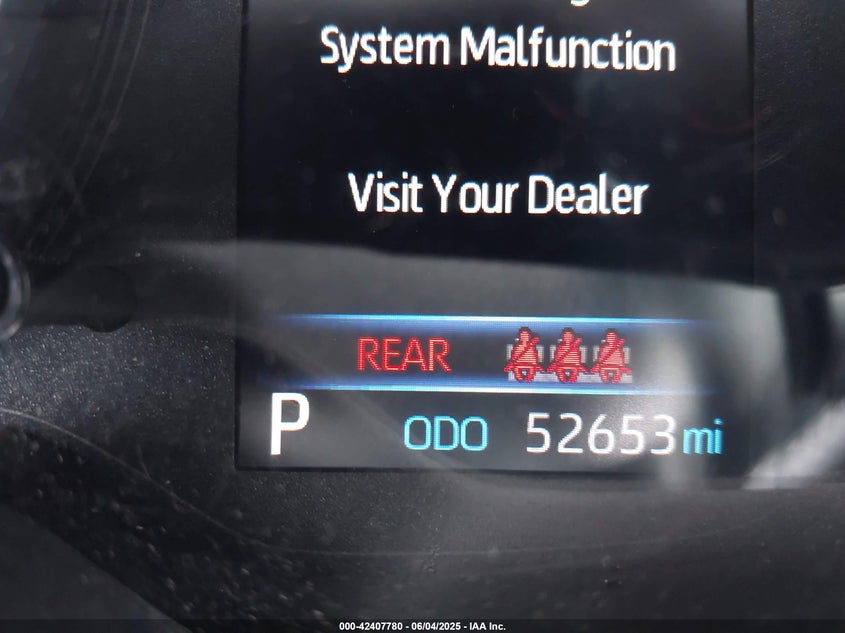 System Malfunction
Visit Your Dealer
REAR
P ODO 52653 mi
000-42407780 - 06/04/2025 - IAA Inc.